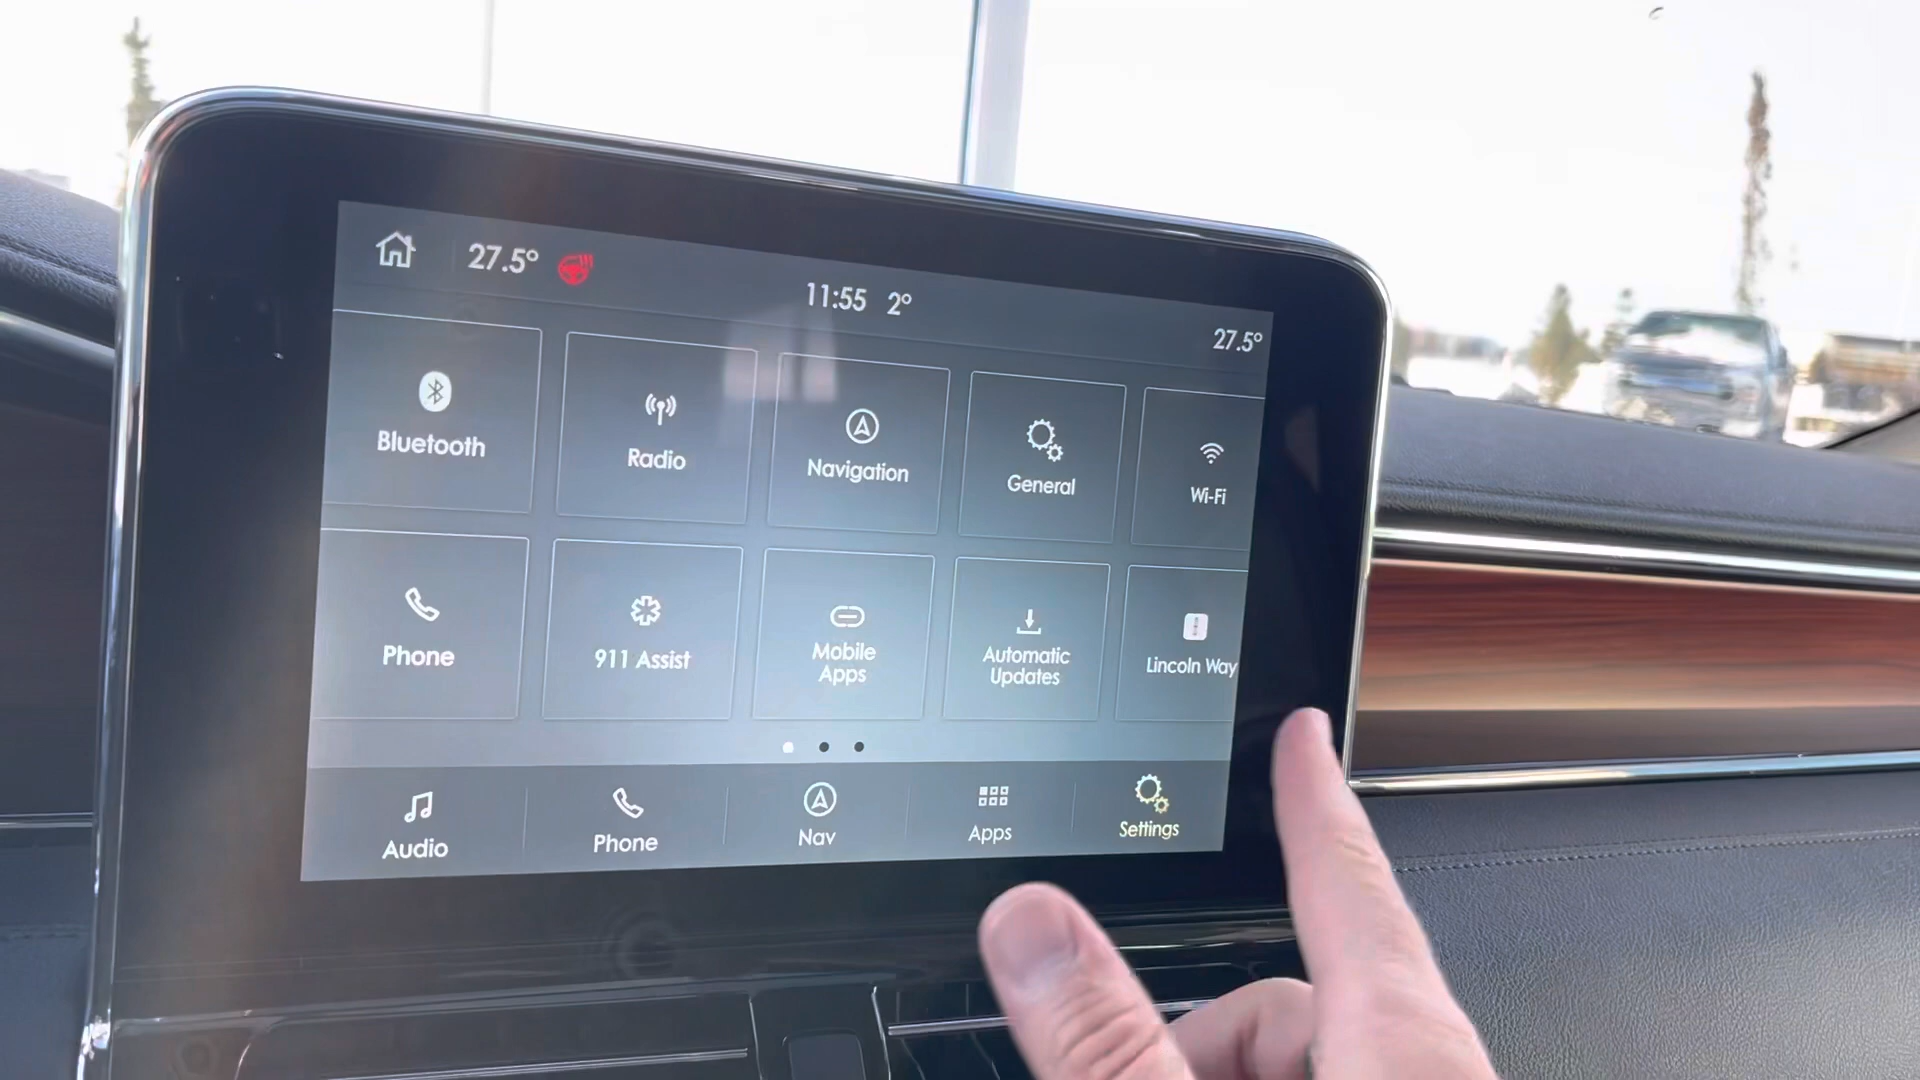 27.5°
11:55 2°
27.5°
Bluetooth
Radio
Navigation
General
Wi-Fi
Phone
911 Assist
Mobile
Apps
Automatic
Updates
Lincoln Way
Audio
Phone
Nav
Apps
Settings